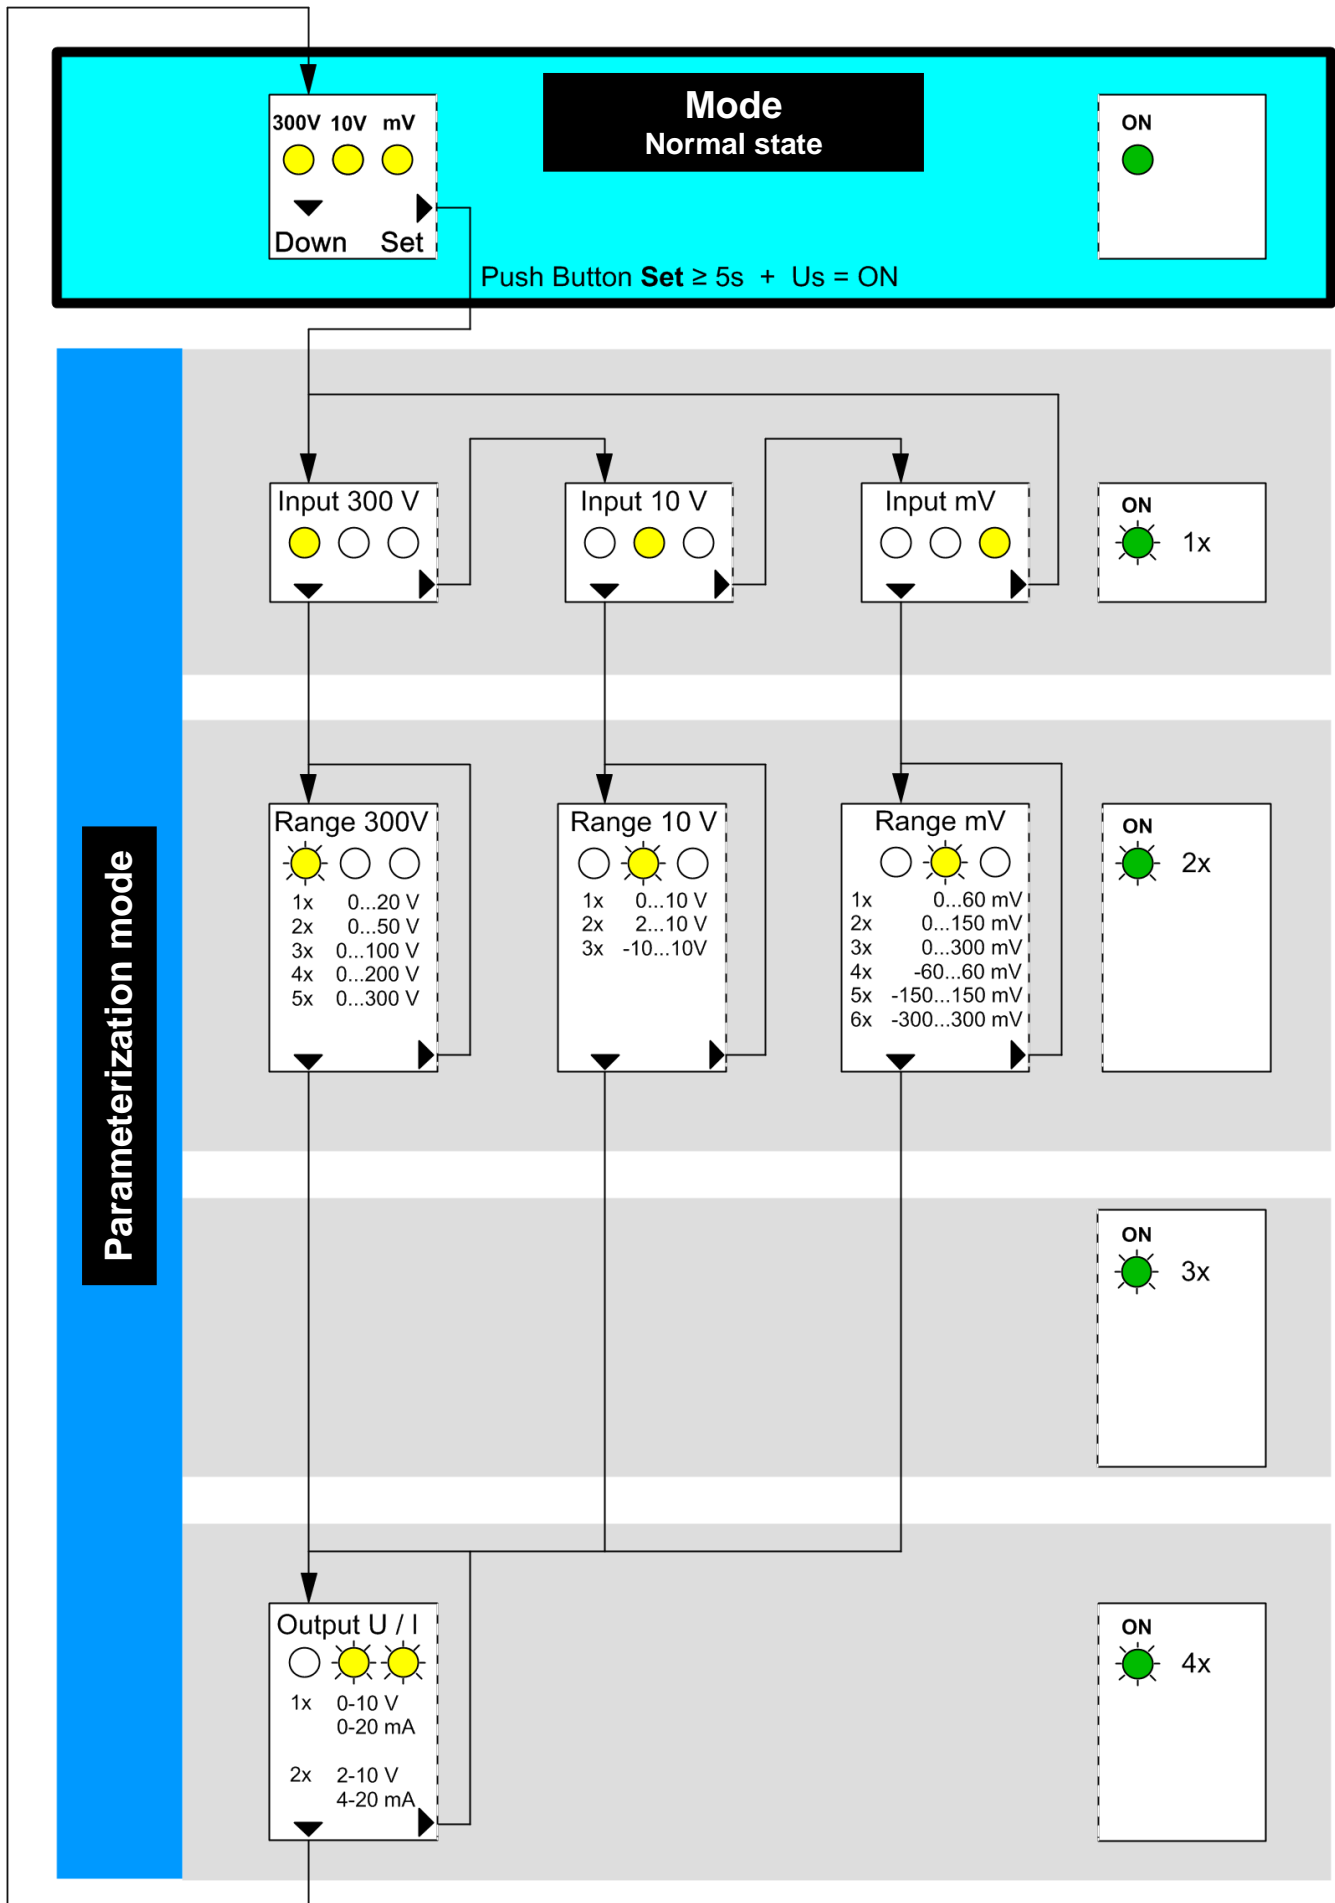 Mode
Normal state
300V 10V mV
ON
Down Set
Push Button Set ≥ 5s + Us = ON
Parameterization mode
Input 300 V
Input 10 V
Input mV
ON
1x
Range 300V
1x 0...20 V
2x 0...50 V
3x 0...100 V
4x 0...200 V
5x 0...300 V
Range 10 V
1x 0...10 V
2x 2...10 V
3x -10...10V
Range mV
1x 0...60 mV
2x 0...150 mV
3x 0...300 mV
4x -60...60 mV
5x -150...150 mV
6x -300...300 mV
ON
2x
ON
3x
Output U / I
1x 0-10 V
0-20 mA
2x 2-10 V
4-20 mA
ON
4x